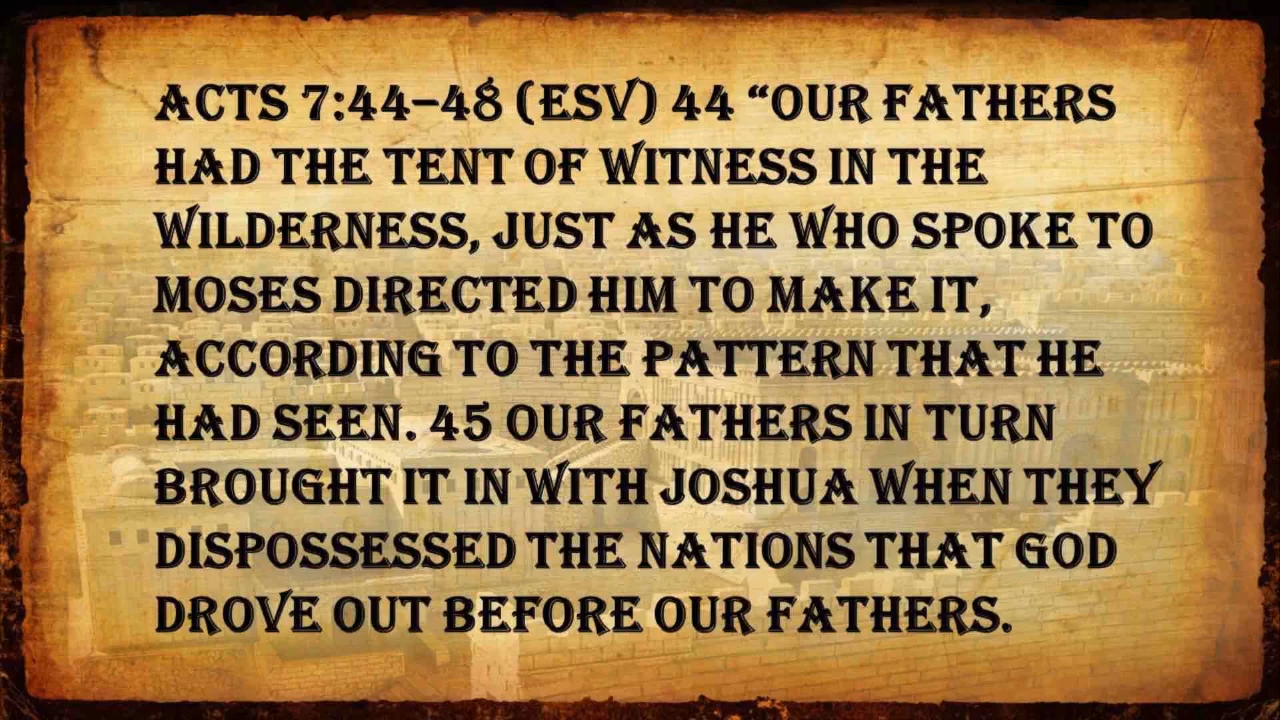 ACTS 7:44–48 (ESV) 44 “OUR FATHERS
HAD THE TENT OF WITNESS IN THE
WILDERNESS, JUST AS HE WHO SPOKE TO
MOSES DIRECTED HIM TO MAKE IT,
ACCORDING TO THE PATTERN THAT HE
HAD SEEN. 45 OUR FATHERS IN TURN
BROUGHT IT IN WITH JOSHUA WHEN THEY
DISPOSSESSED THE NATIONS THAT GOD
DROVE OUT BEFORE OUR FATHERS.